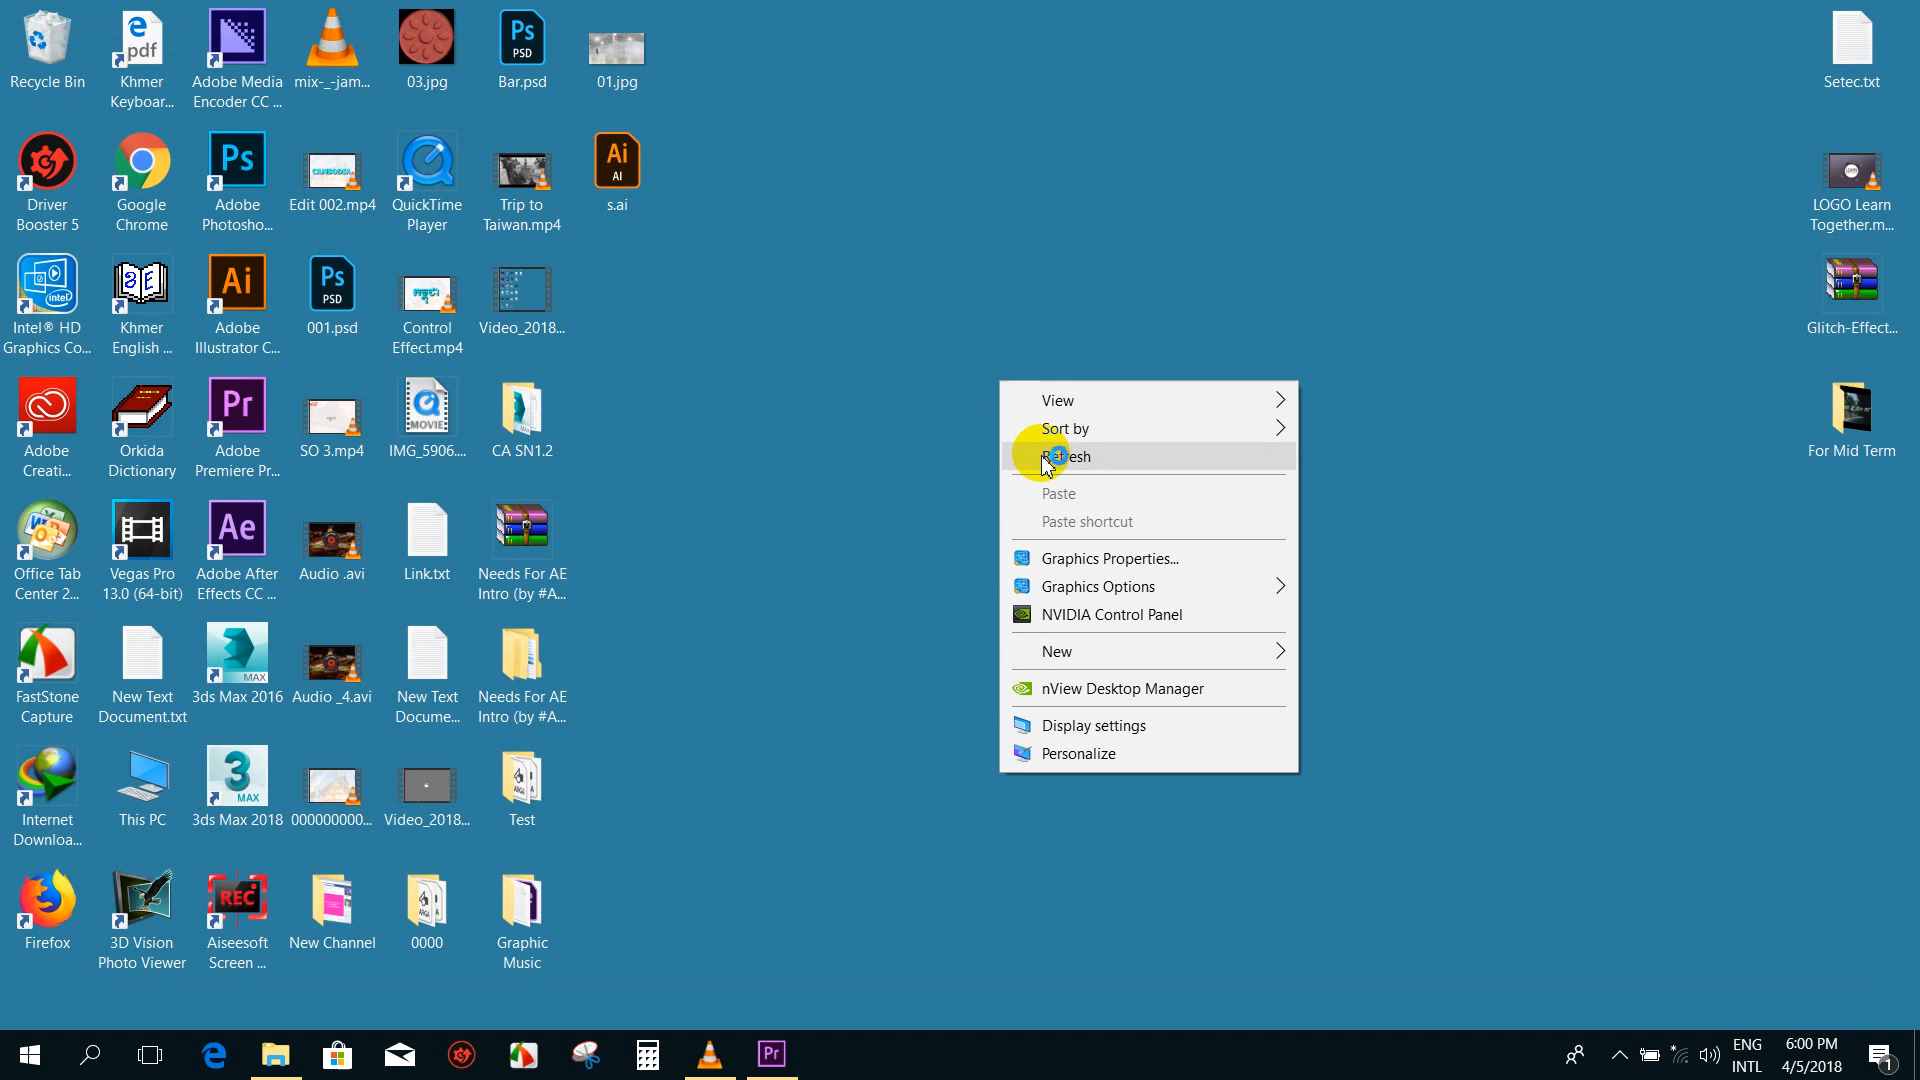 Recycle Bin
Khmer
Keyboar...
Adobe Media
Encoder CC ...
mix-_-jam...
03.jpg
Bar.psd
01.jpg
Setec.txt
Driver
Booster 5
Google
Chrome
Adobe
Photosho...
Edit 002.mp4
QuickTime
Player
Trip to
Taiwan.mp4
s.ai
LOGO Learn
Together.m...
Intel® HD
Graphics Co...
Khmer
English ...
Adobe
Illustrator C...
001.psd
Control
Effect.mp4
Video_2018...
Glitch-Effect...
Adobe
Creati...
Orkida
Dictionary
Adobe
Premiere Pr...
SO 3.mp4
IMG_5906....
CA SN1.2
For Mid Term
Office Tab
Center 2...
Vegas Pro
13.0 (64-bit)
Adobe After
Effects CC ...
Audio .avi
Link.txt
Needs For AE
Intro (by #A...
FastStone
Capture
New Text
Document.txt
3ds Max 2016
Audio _4.avi
New Text
Docume...
Needs For AE
Intro (by #A...
Internet
Downloa...
This PC
3ds Max 2018
000000000...
Video_2018...
Test
Firefox
3D Vision
Photo Viewer
Aiseesoft
Screen ...
New Channel
0000
Graphic
Music
View
Sort by
Refresh
Paste
Paste shortcut
Graphics Properties...
Graphics Options
NVIDIA Control Panel
New
nView Desktop Manager
Display settings
Personalize
ENG
INTL
6:00 PM
4/5/2018
1